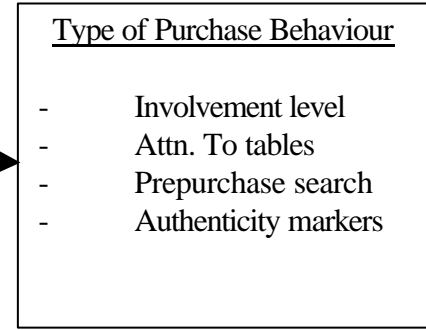 Type of Purchase Behaviour
- Involvement level
- Attn. To tables
- Prepurchase search
- Authenticity markers